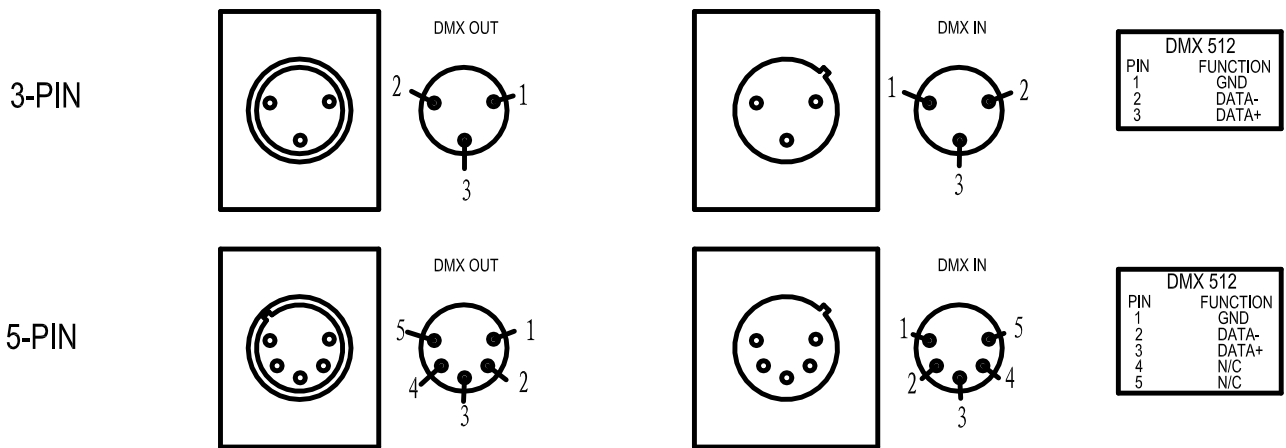 3-PIN
DMX OUT
2
1
3
DMX IN
1
2
3
DMX 512
PIN FUNCTION
1 GND
2 DATA-
3 DATA+
5-PIN
DMX OUT
5
1
4
2
3
DMX IN
1
5
2
4
3
DMX 512
PIN FUNCTION
1 GND
2 DATA-
3 DATA+
4 N/C
5 N/C